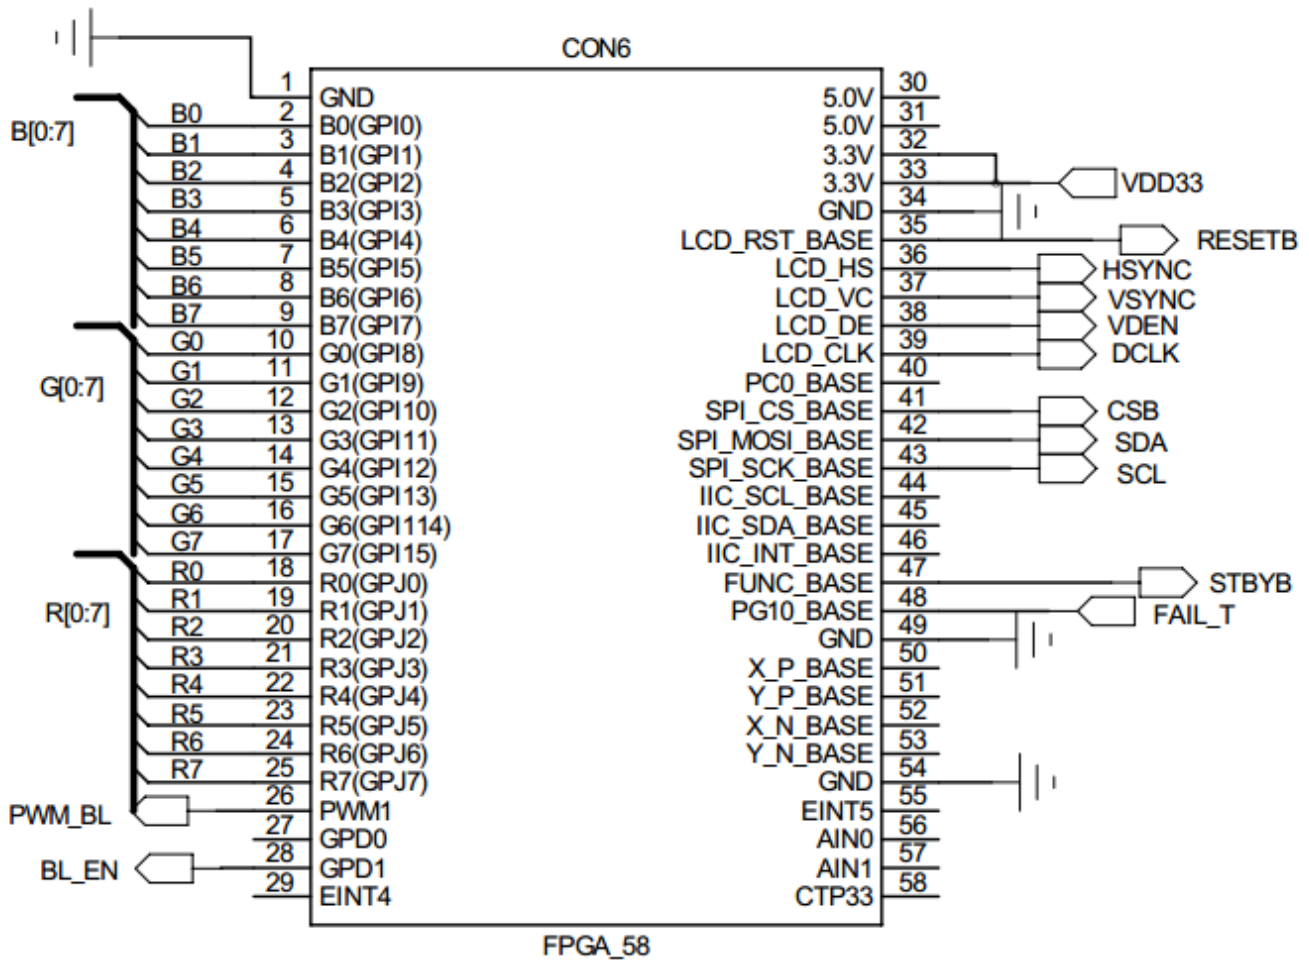 CON6
1 GND
B[0:7]
B0 2 B0(GPI0)
B1 3 B1(GPI1)
B2 4 B2(GPI2)
B3 5 B3(GPI3)
B4 6 B4(GPI4)
B5 7 B5(GPI5)
B6 8 B6(GPI6)
B7 9 B7(GPI7)
G[0:7]
G0 10 G0(GPI8)
G1 11 G1(GPI9)
G2 12 G2(GPI10)
G3 13 G3(GPI11)
G4 14 G4(GPI12)
G5 15 G5(GPI13)
G6 16 G6(GPI114)
G7 17 G7(GPI15)
R[0:7]
R0 18 R0(GPJ0)
R1 19 R1(GPJ1)
R2 20 R2(GPJ2)
R3 21 R3(GPJ3)
R4 22 R4(GPJ4)
R5 23 R5(GPJ5)
R6 24 R6(GPJ6)
R7 25 R7(GPJ7)
PWM_BL 26 PWM1
27 GPD0
BL_EN 28 GPD1
29 EINT4
5.0V 30
5.0V 31
3.3V 32
3.3V 33 VDD33
GND 34
LCD_RST_BASE 35 RESETB
LCD_HS 36 HSYNC
LCD_VC 37 VSYNC
LCD_DE 38 VDEN
LCD_CLK 39 DCLK
PC0_BASE 40
SPI_CS_BASE 41 CSB
SPI_MOSI_BASE 42 SDA
SPI_SCK_BASE 43 SCL
IIC_SCL_BASE 44
IIC_SDA_BASE 45
IIC_INT_BASE 46
FUNC_BASE 47 STBYB
PG10_BASE 48 FAIL_T
GND 49
X_P_BASE 50
Y_P_BASE 51
X_N_BASE 52
Y_N_BASE 53
GND 54
EINT5 55
AIN0 56
AIN1 57
CTP33 58
FPGA_58